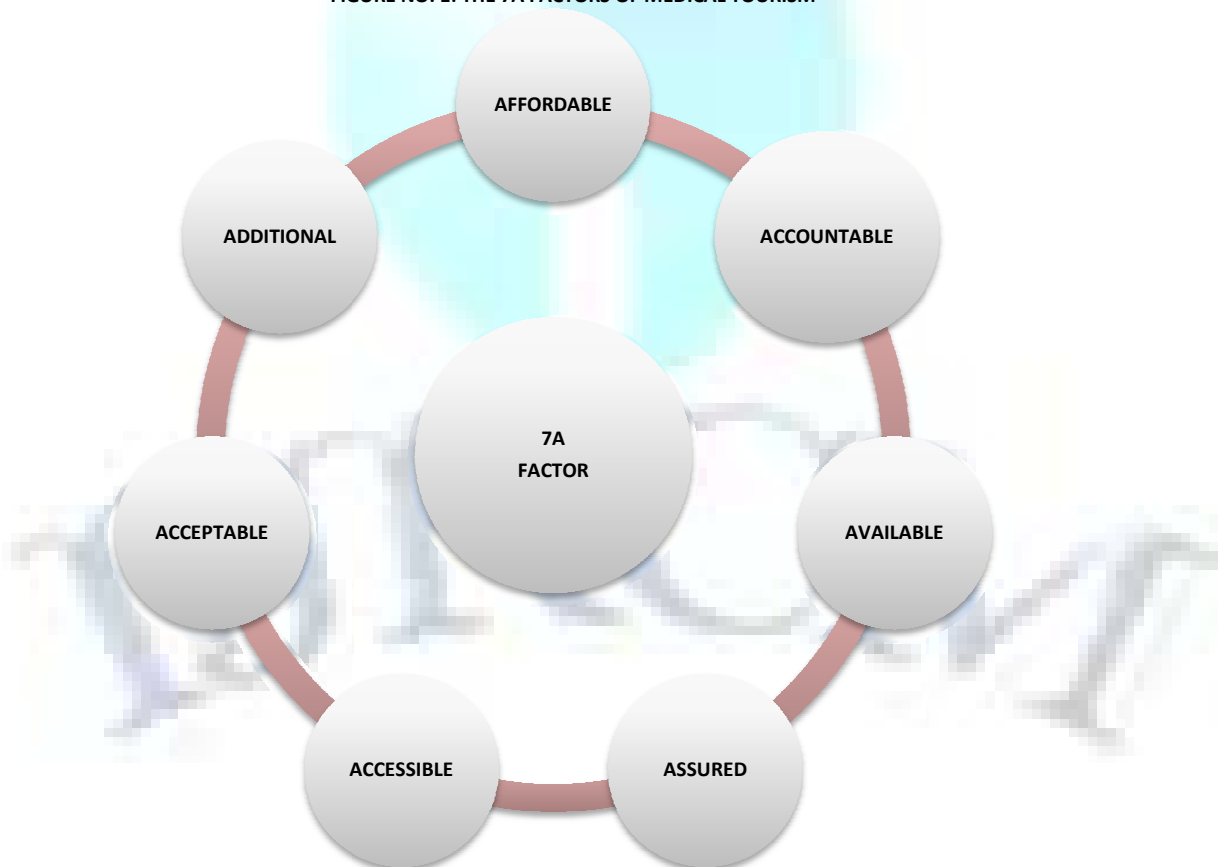 AFFORDABLE
ADDITIONAL
ACCOUNTABLE
7A
FACTOR
ACCEPTABLE
AVAILABLE
ACCESSIBLE
ASSURED